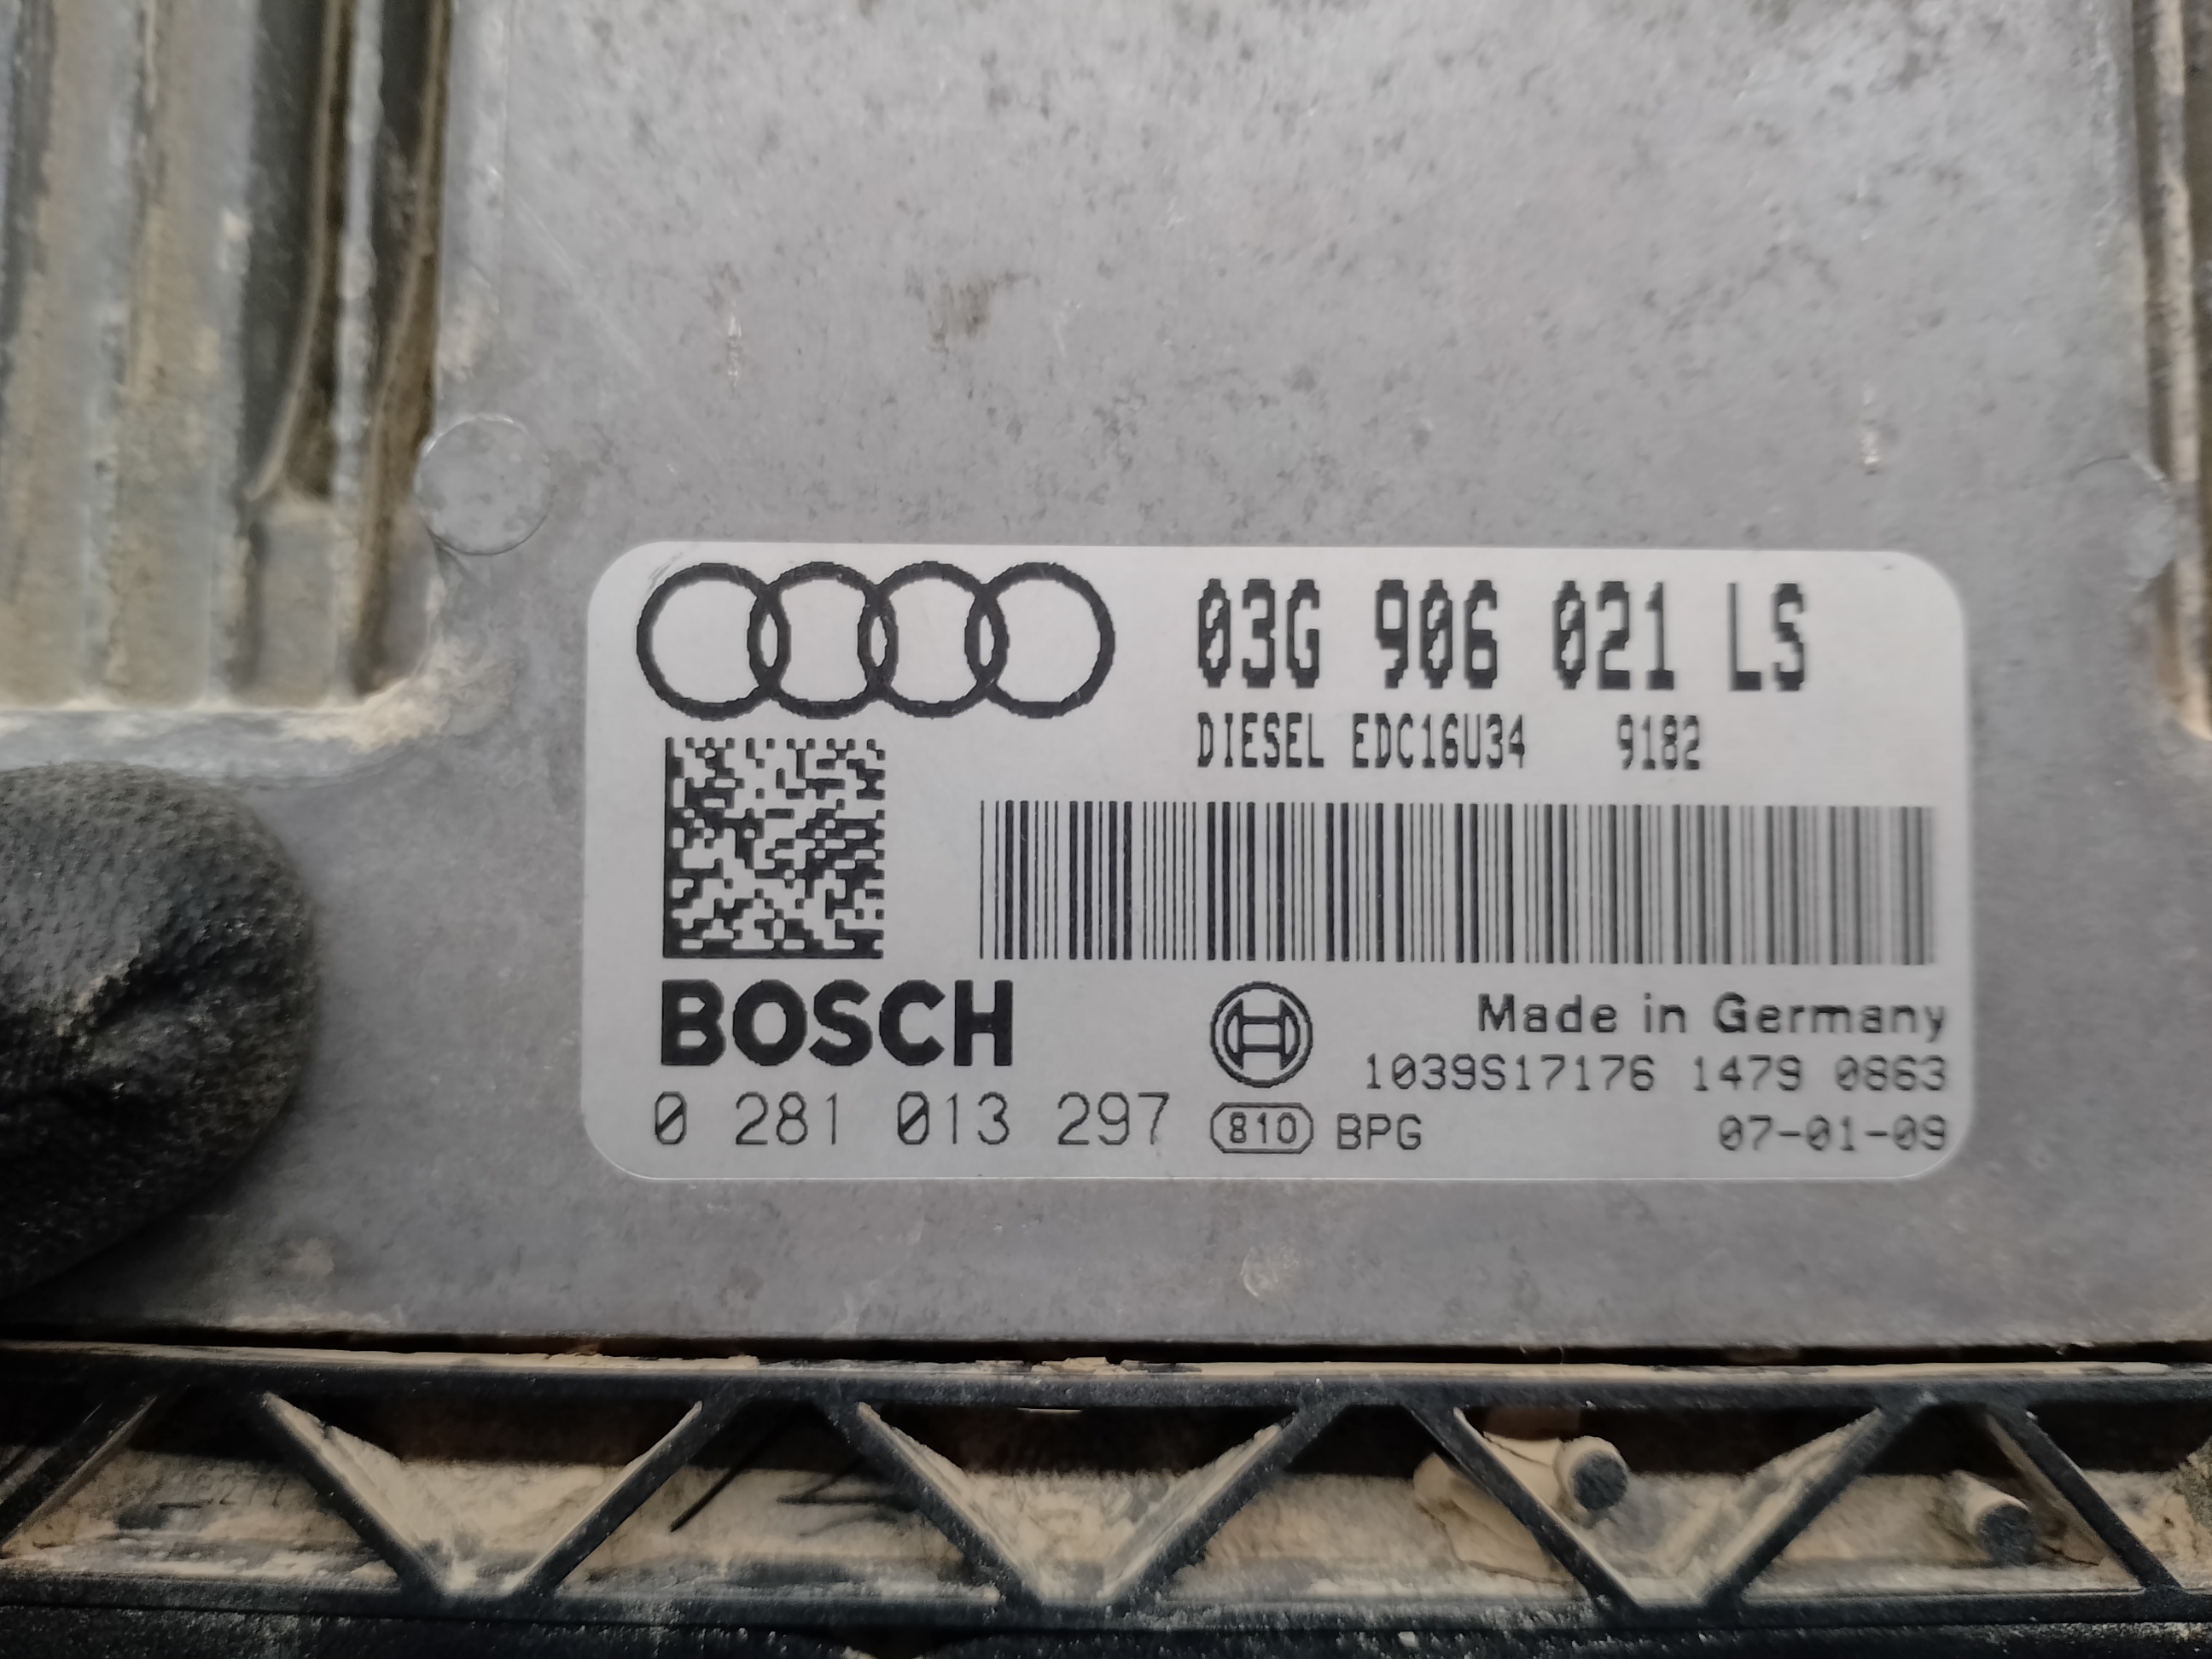 03G 906 021 LS
DIESEL EDC16U34 9182
BOSCH
Made in Germany
1039S17176 1479 0863
0 281 013 297
810 BPG
07-01-09